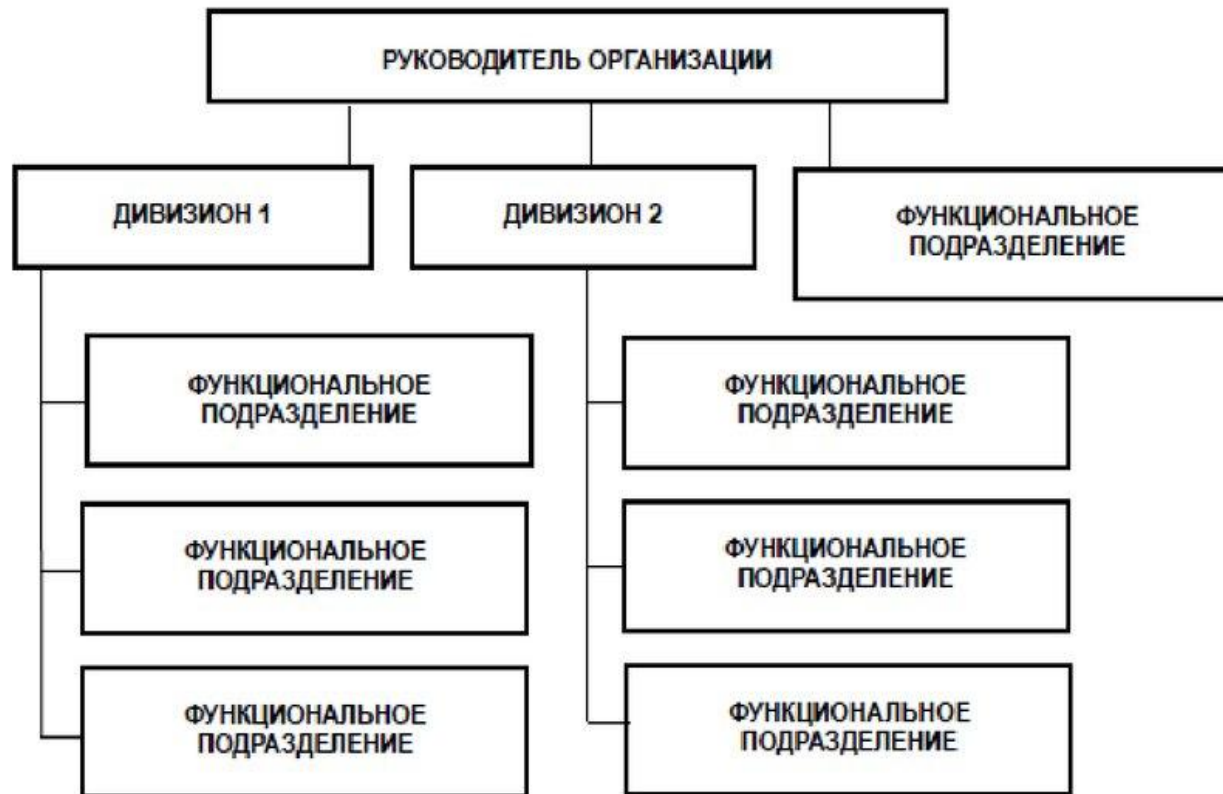 РУКОВОДИТЕЛЬ ОРГАНИЗАЦИИ
ДИВИЗИОН 1
ДИВИЗИОН 2
ФУНКЦИОНАЛЬНОЕ
ПОДРАЗДЕЛЕНИЕ
ФУНКЦИОНАЛЬНОЕ
ПОДРАЗДЕЛЕНИЕ
ФУНКЦИОНАЛЬНОЕ
ПОДРАЗДЕЛЕНИЕ
ФУНКЦИОНАЛЬНОЕ
ПОДРАЗДЕЛЕНИЕ
ФУНКЦИОНАЛЬНОЕ
ПОДРАЗДЕЛЕНИЕ
ФУНКЦИОНАЛЬНОЕ
ПОДРАЗДЕЛЕНИЕ
ФУНКЦИОНАЛЬНОЕ
ПОДРАЗДЕЛЕНИЕ